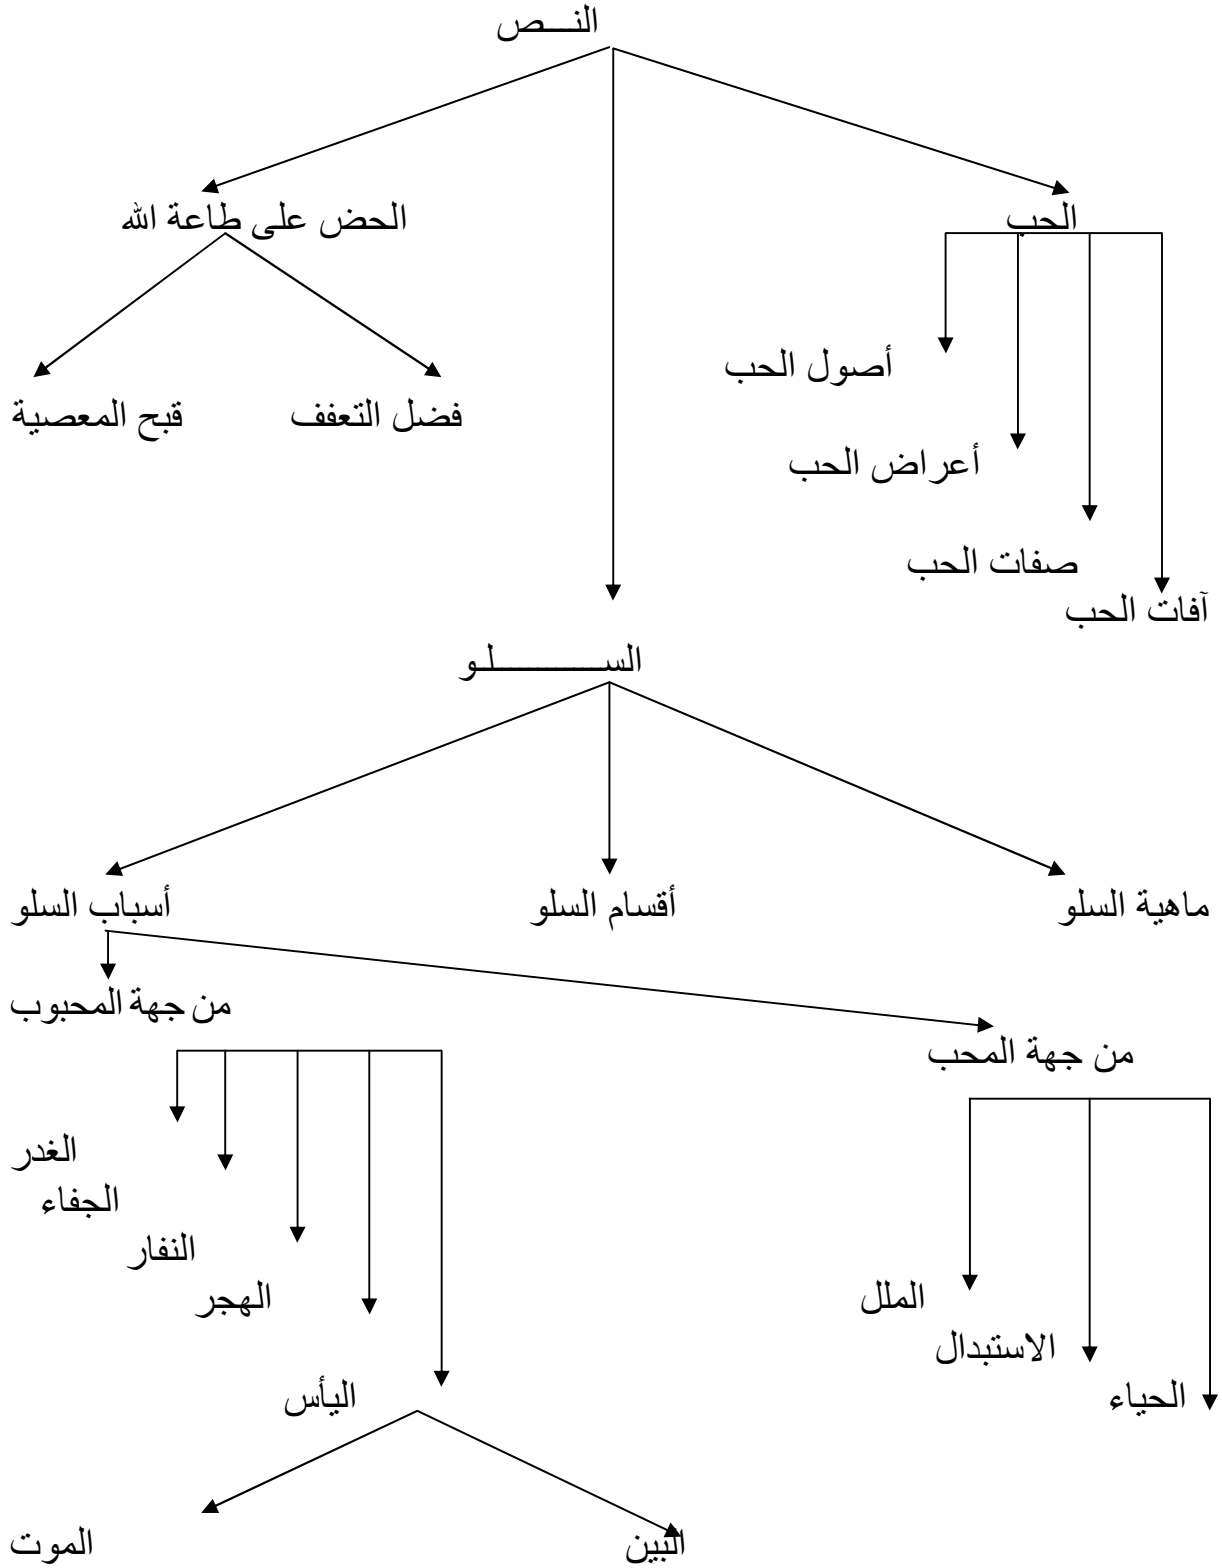 النـــص
الحب
الحض على طاعة الله
أصول الحب
فضل التعفف
قبح المعصية
أعراض الحب
صفات الحب
آفات الحب
الســـــــــلـو
ماهية السلو
أقسام السلو
أسباب السلو
من جهة المحبوب
من جهة المحب
الغدر
الجفاء
النفار
الهجر
الملل
الاستبدال
الحياء
اليأس
البين
الموت